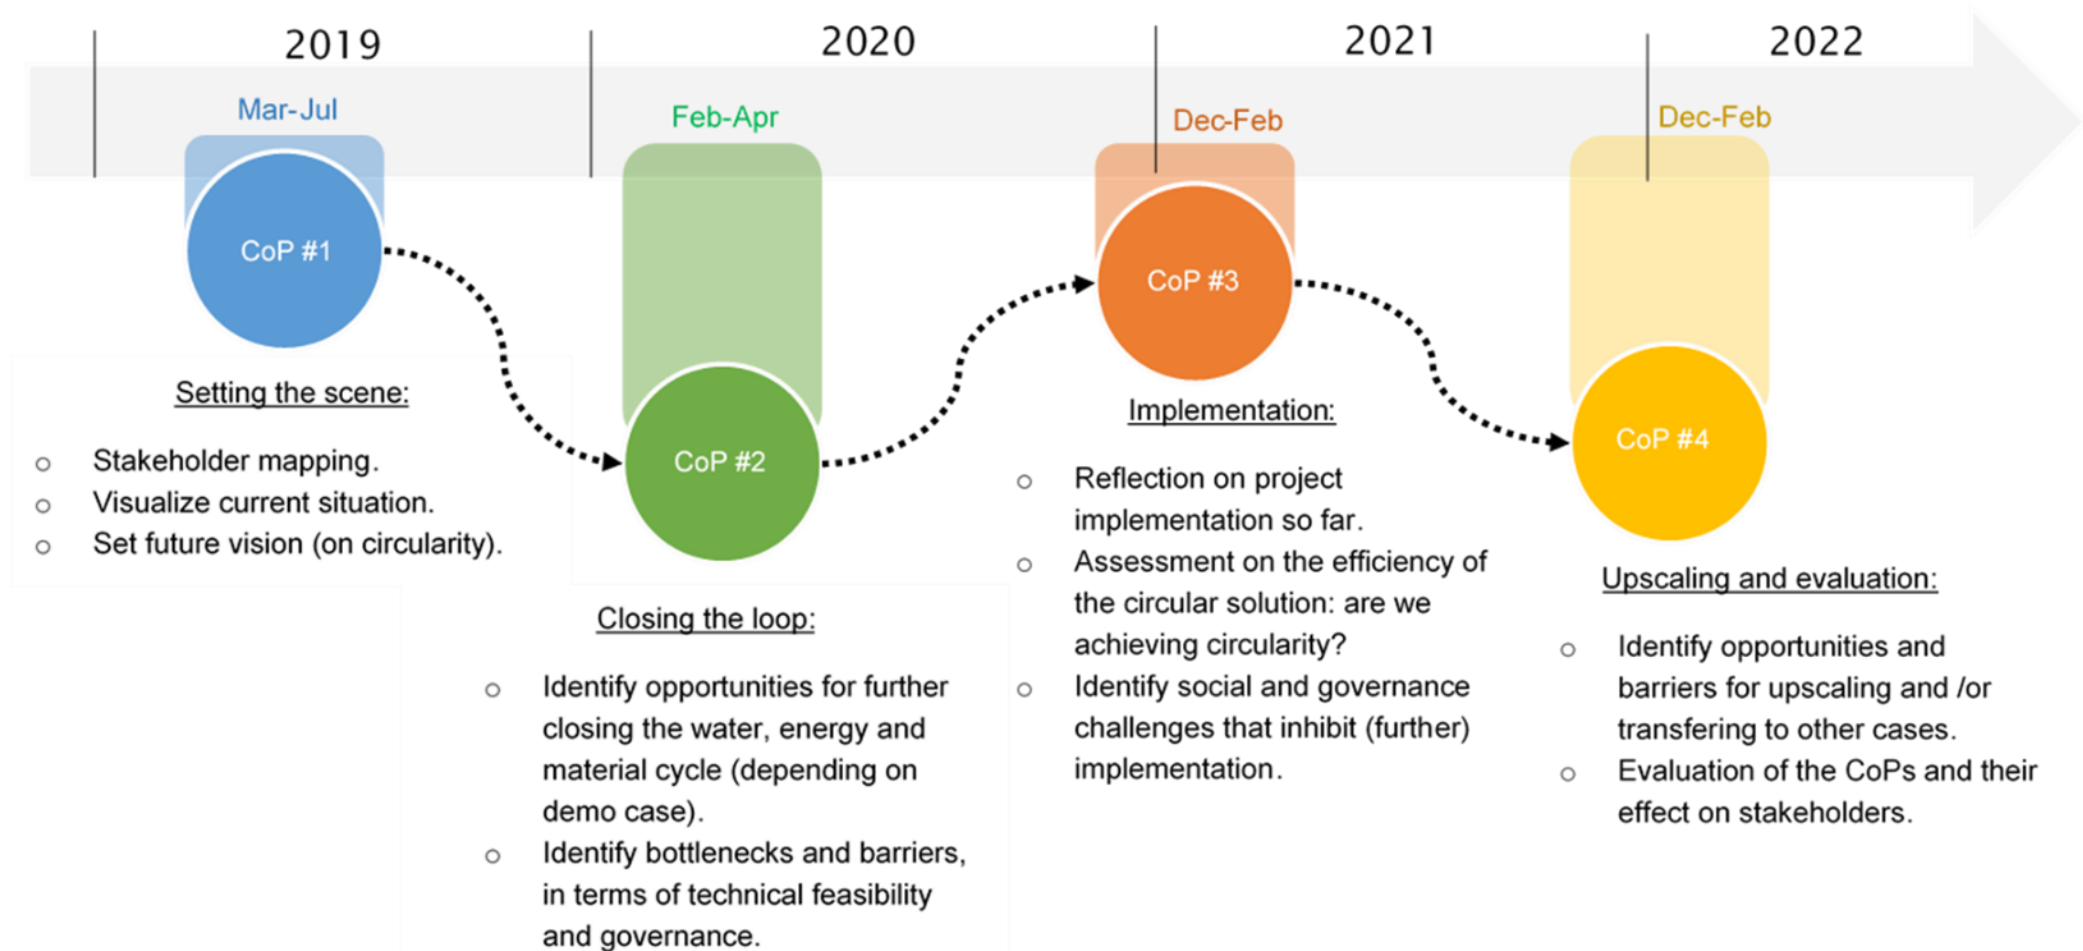 2019
2020
2021
2022
Mar-Jul
Feb-Apr
Dec-Feb
Dec-Feb
CoP #1
Setting the scene:
o Stakeholder mapping.
o Visualize current situation.
o Set future vision (on circularity).
CoP #2
Closing the loop:
o Identify opportunities for further
closing the water, energy and
material cycle (depending on
demo case).
o Identify bottlenecks and barriers,
in terms of technical feasibility
and governance.
CoP #3
Implementation:
o Reflection on project
implementation so far.
o Assessment on the efficiency of
the circular solution: are we
achieving circularity?
o Identify social and governance
challenges that inhibit (further)
implementation.
CoP #4
Upscaling and evaluation:
o Identify opportunities and
barriers for upscaling and /or
transfering to other cases.
o Evaluation of the CoPs and their
effect on stakeholders.